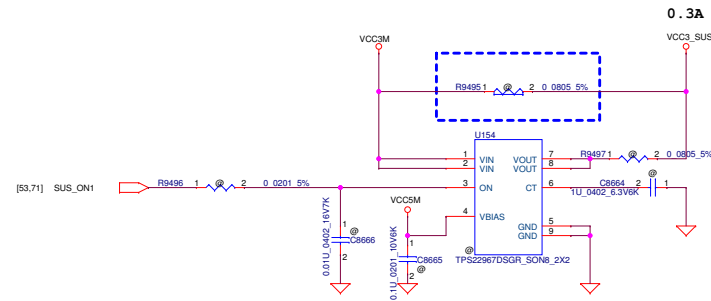 0.3A
VCC3M
VCC3_SUS
R9495 1 @ 2 0_0805_5%
U154
1 VIN VOUT 7
2 VIN VOUT 8
R9497 1 @ 2 0_0805_5%
[53,71] SUS_ON1
R9496 1 @ 2 0_0201_5%
3 ON CT 6
C8664
1U_0402_6.3V6K
2 @ 1
VCC5M
4 VBIAS
GND 5
GND 9
0.01U_0402_16V7K
1
@
C8666
2
0.1U_0201_10V6K
1
C8665
2 @
@
TPS22967DSGR_SON8_2X2